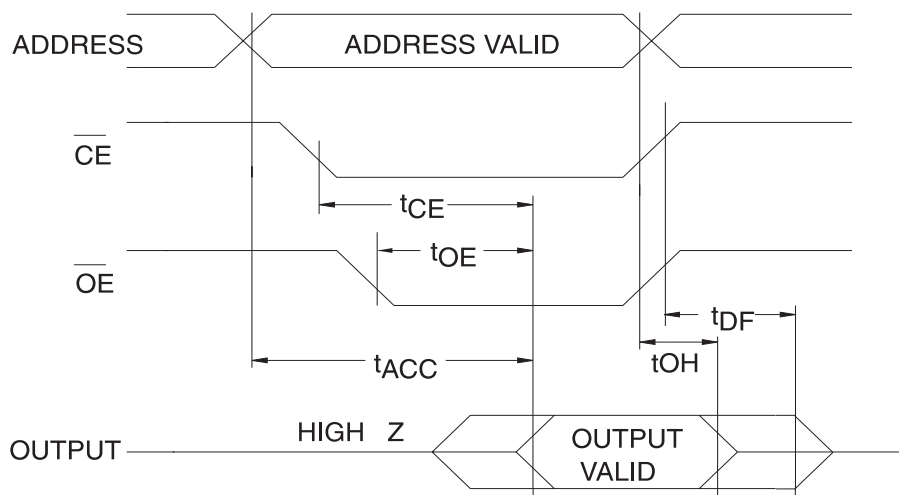 ADDRESS
ADDRESS VALID
CE
tCE
tOE
OE
tDF
tACC
tOH
HIGH Z
OUTPUT
OUTPUT
VALID